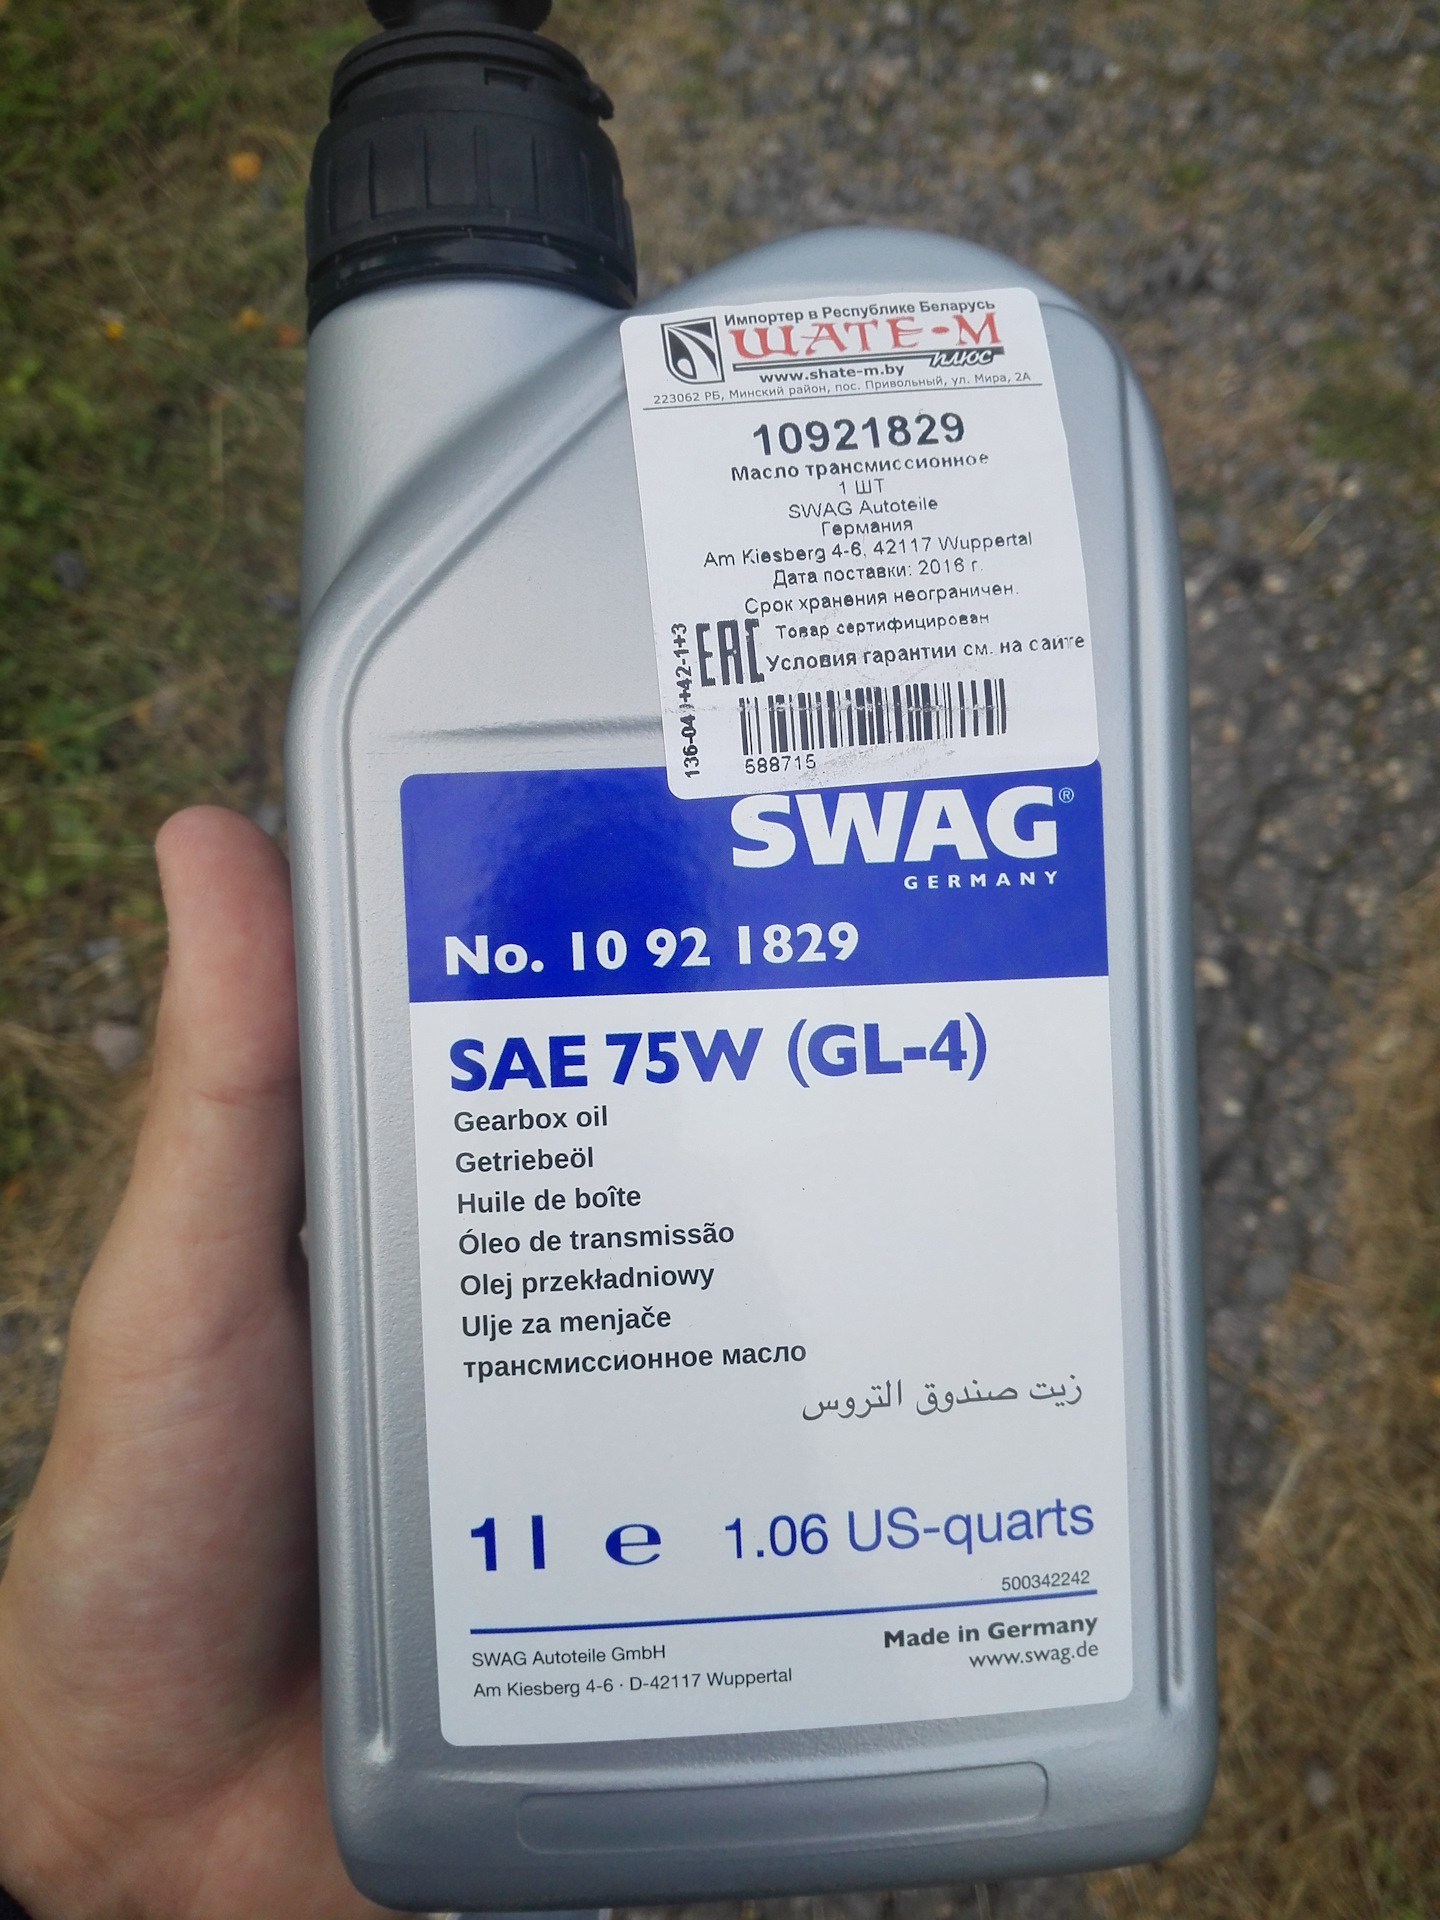 Импортер в Республике Беларусь
ШАТЕ-М
плюс
www.shate-m.by
223062 РБ, Минский район, пос. Привольный, ул. Мира, 2А
10921829
Масло трансмиссионное
1 ШТ
SWAG Autoteile
Германия
Am Kiesberg 4-6, 42117 Wuppertal
Дата поставки: 2016 г.
Срок хранения неограничен.
Товар сертифицирован
EAC
Условия гарантии см. на сайте
588715
SWAG®
GERMANY
No. 10 92 1829
SAE 75W (GL-4)
Gearbox oil
Getriebeöl
Huile de boîte
Óleo de transmissão
Olej przekładniowy
Ulje za menjače
трансмиссионное масло
زيت صندوق التروس
1 l e 1.06 US-quarts
500342242
SWAG Autoteile GmbH
Am Kiesberg 4-6 · D-42117 Wuppertal
Made in Germany
www.swag.de